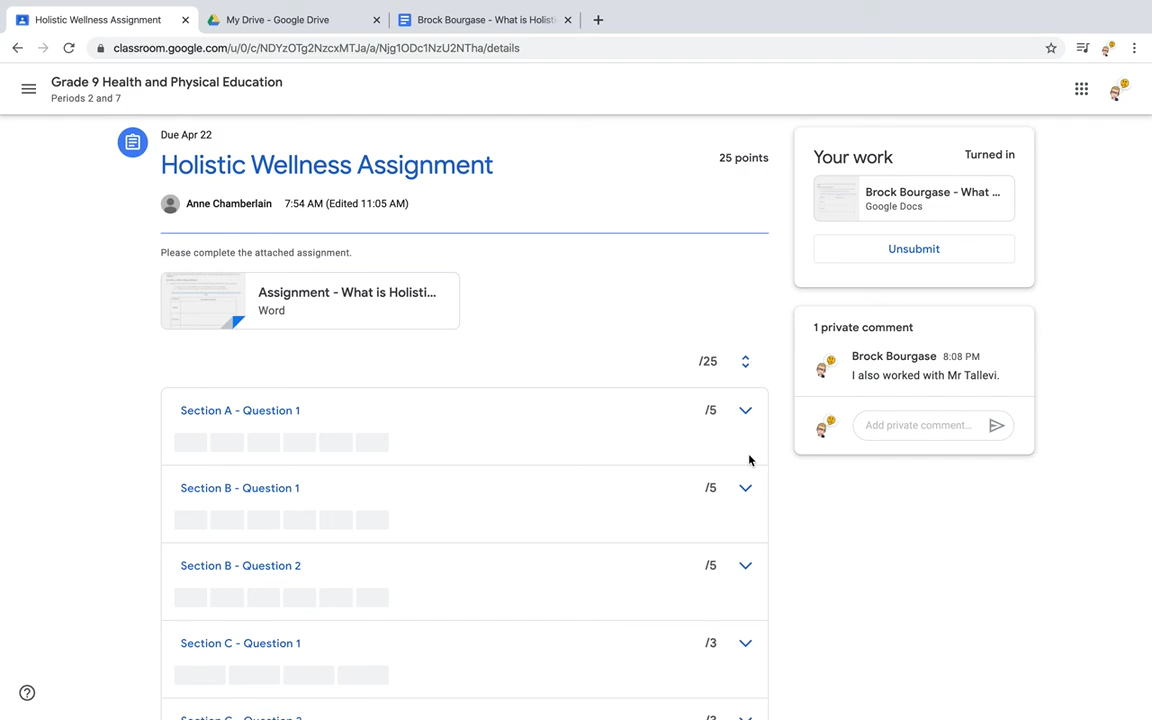 Holistic Wellness Assignment
My Drive - Google Drive
Brock Bourgase - What is Holisti
classroom.google.com/u/0/c/NDYzOTg2NzcxMTJa/a/Njg1ODc1NzU2NTha/details
Grade 9 Health and Physical Education
Periods 2 and 7
Due Apr 22
Holistic Wellness Assignment
25 points
Anne Chamberlain 7:54 AM (Edited 11:05 AM)
Please complete the attached assignment.
Assignment - What is Holisti...
Word
/25
Section A - Question 1 /5
Section B - Question 1 /5
Section B - Question 2 /5
Section C - Question 1 /3
Your work
Turned in
Brock Bourgase - What ...
Google Docs
Unsubmit
1 private comment
Brock Bourgase 8:08 PM
I also worked with Mr Tallevi.
Add private comment...